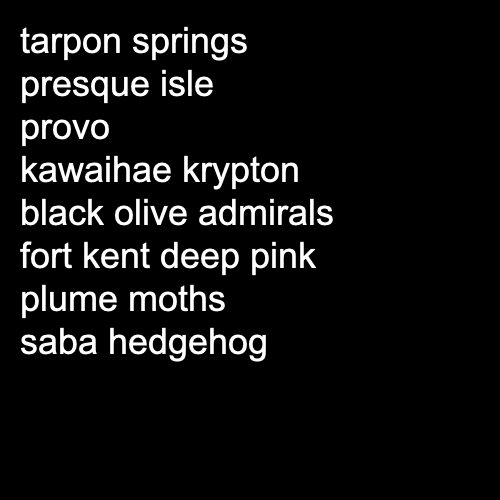 tarpon springs
presque isle
provo
kawaihae krypton
black olive admirals
fort kent deep pink
plume moths
saba hedgehog